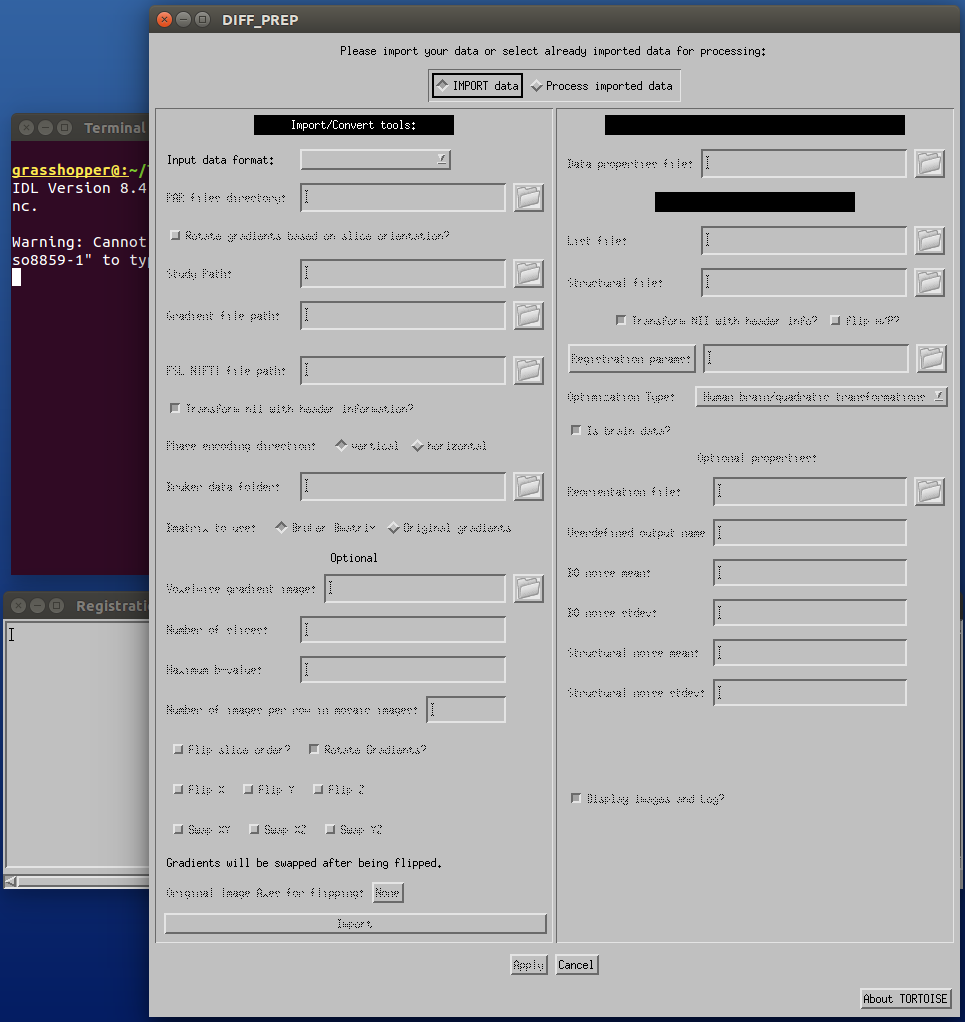 DIFF_PREP
Please import your data or select already imported data for processing:
IMPORT data
Process imported data
Terminal
grasshopper@:~/
IDL Version 8.4
nc.
Warning: Cannot
so8859-1" to typ
Registrati
Import/Convert tools:
Input data format:
PAR files directory:
Rotate gradients based on slice orientation?
Study Path:
Gradient file path:
FSL NIFTI file path:
Transform nii with header information?
Phase encoding direction:
vertical
horizontal
Bruker data folder:
Bmatrix to use:
Bruker Bmatrix
Original gradients
Optional
Voxelwise gradient image:
Number of slices:
Maximum b-value:
Number of images per row in mosaic images:
Flip slice order?
Rotate Gradients?
Flip X
Flip Y
Flip Z
Swap XY
Swap XZ
Swap YZ
Gradients will be swapped after being flipped.
Original Image Axes for flipping:
None
Import
Data properties file:
List file:
Structural file:
Transform NII with header info?
Registration params:
Optimization Type:
Human brain/quadratic transformations
Is brain data?
Optional properties:
Reorientation file:
Userdefined output name
B0 noise mean:
B0 noise stdev:
Structural noise mean:
Structural noise stdev:
Display Images and Log?
Apply
Cancel
About TORTOISE